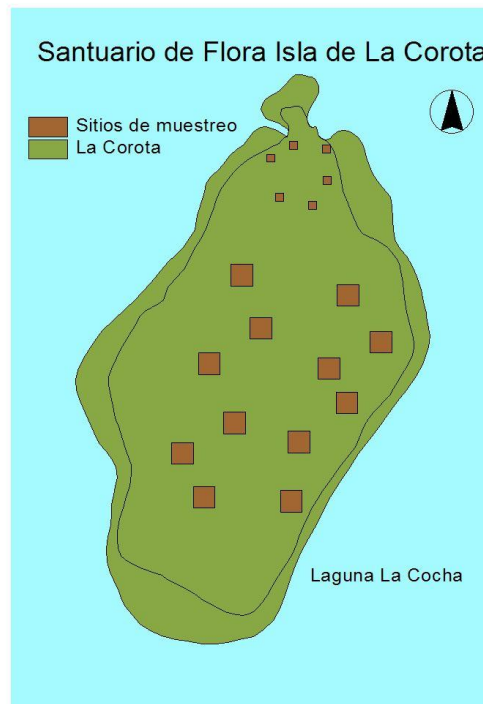 Santuario de Flora Isla de La Corota
Sitios de muestreo
La Corota
Laguna La Cocha